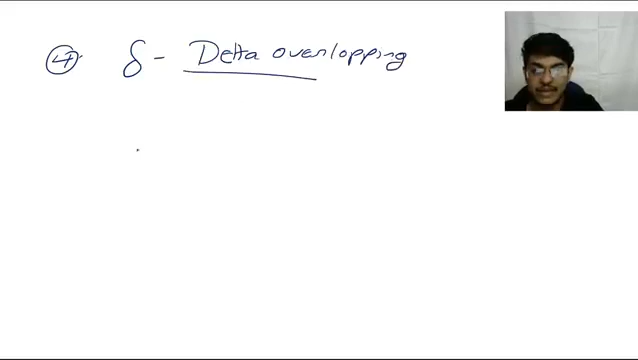 ④ δ - Delta overlopping